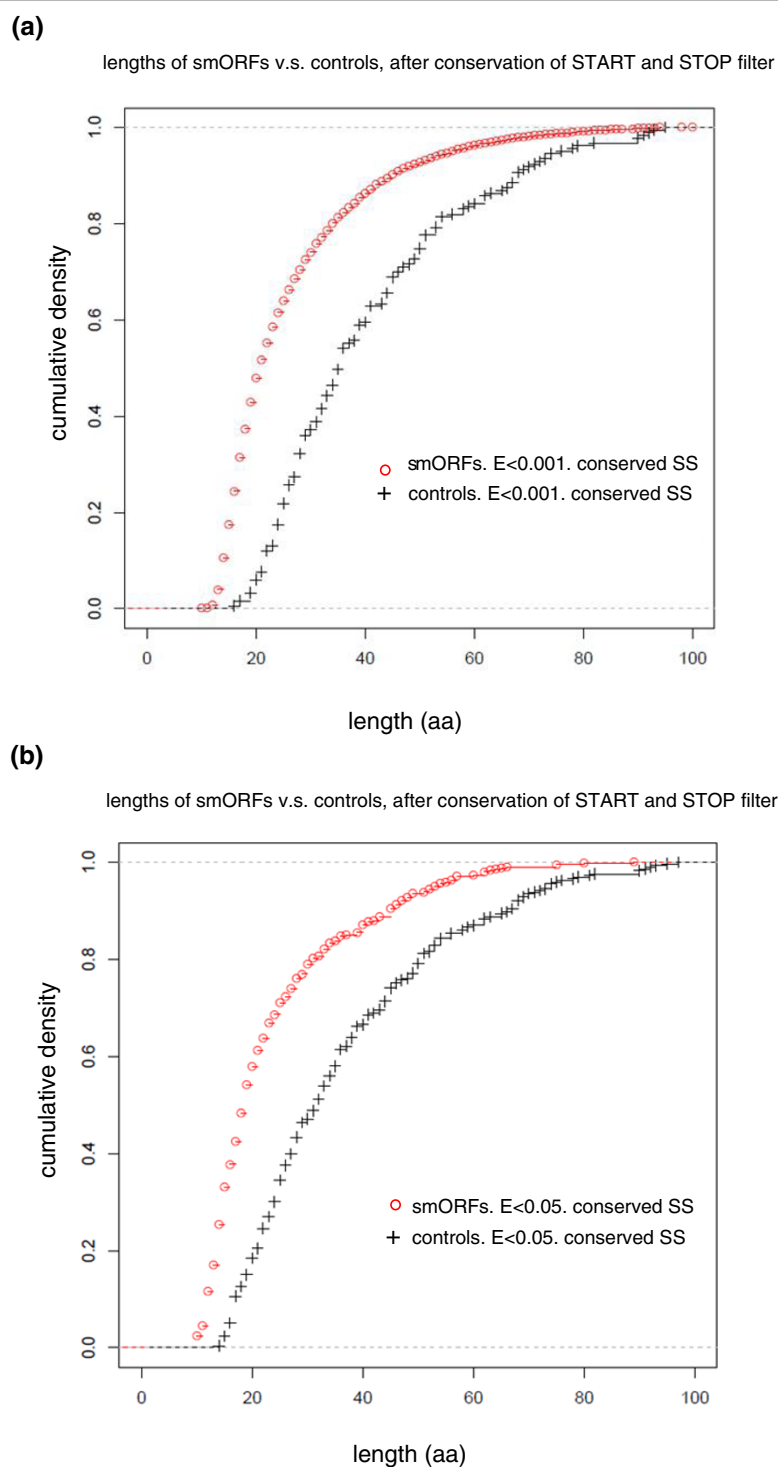 (a)
lengths of smORFs v.s. controls, after conservation of START and STOP filter
cumulative density
1.0
0.8
0.6
0.4
0.2
0.0
smORFs. E<0.001. conserved SS
controls. E<0.001. conserved SS
0 20 40 60 80 100
length (aa)
(b)
lengths of smORFs v.s. controls, after conservation of START and STOP filter
cumulative density
1.0
0.8
0.6
0.4
0.2
0.0
smORFs. E<0.05. conserved SS
controls. E<0.05. conserved SS
0 20 40 60 80 100
length (aa)